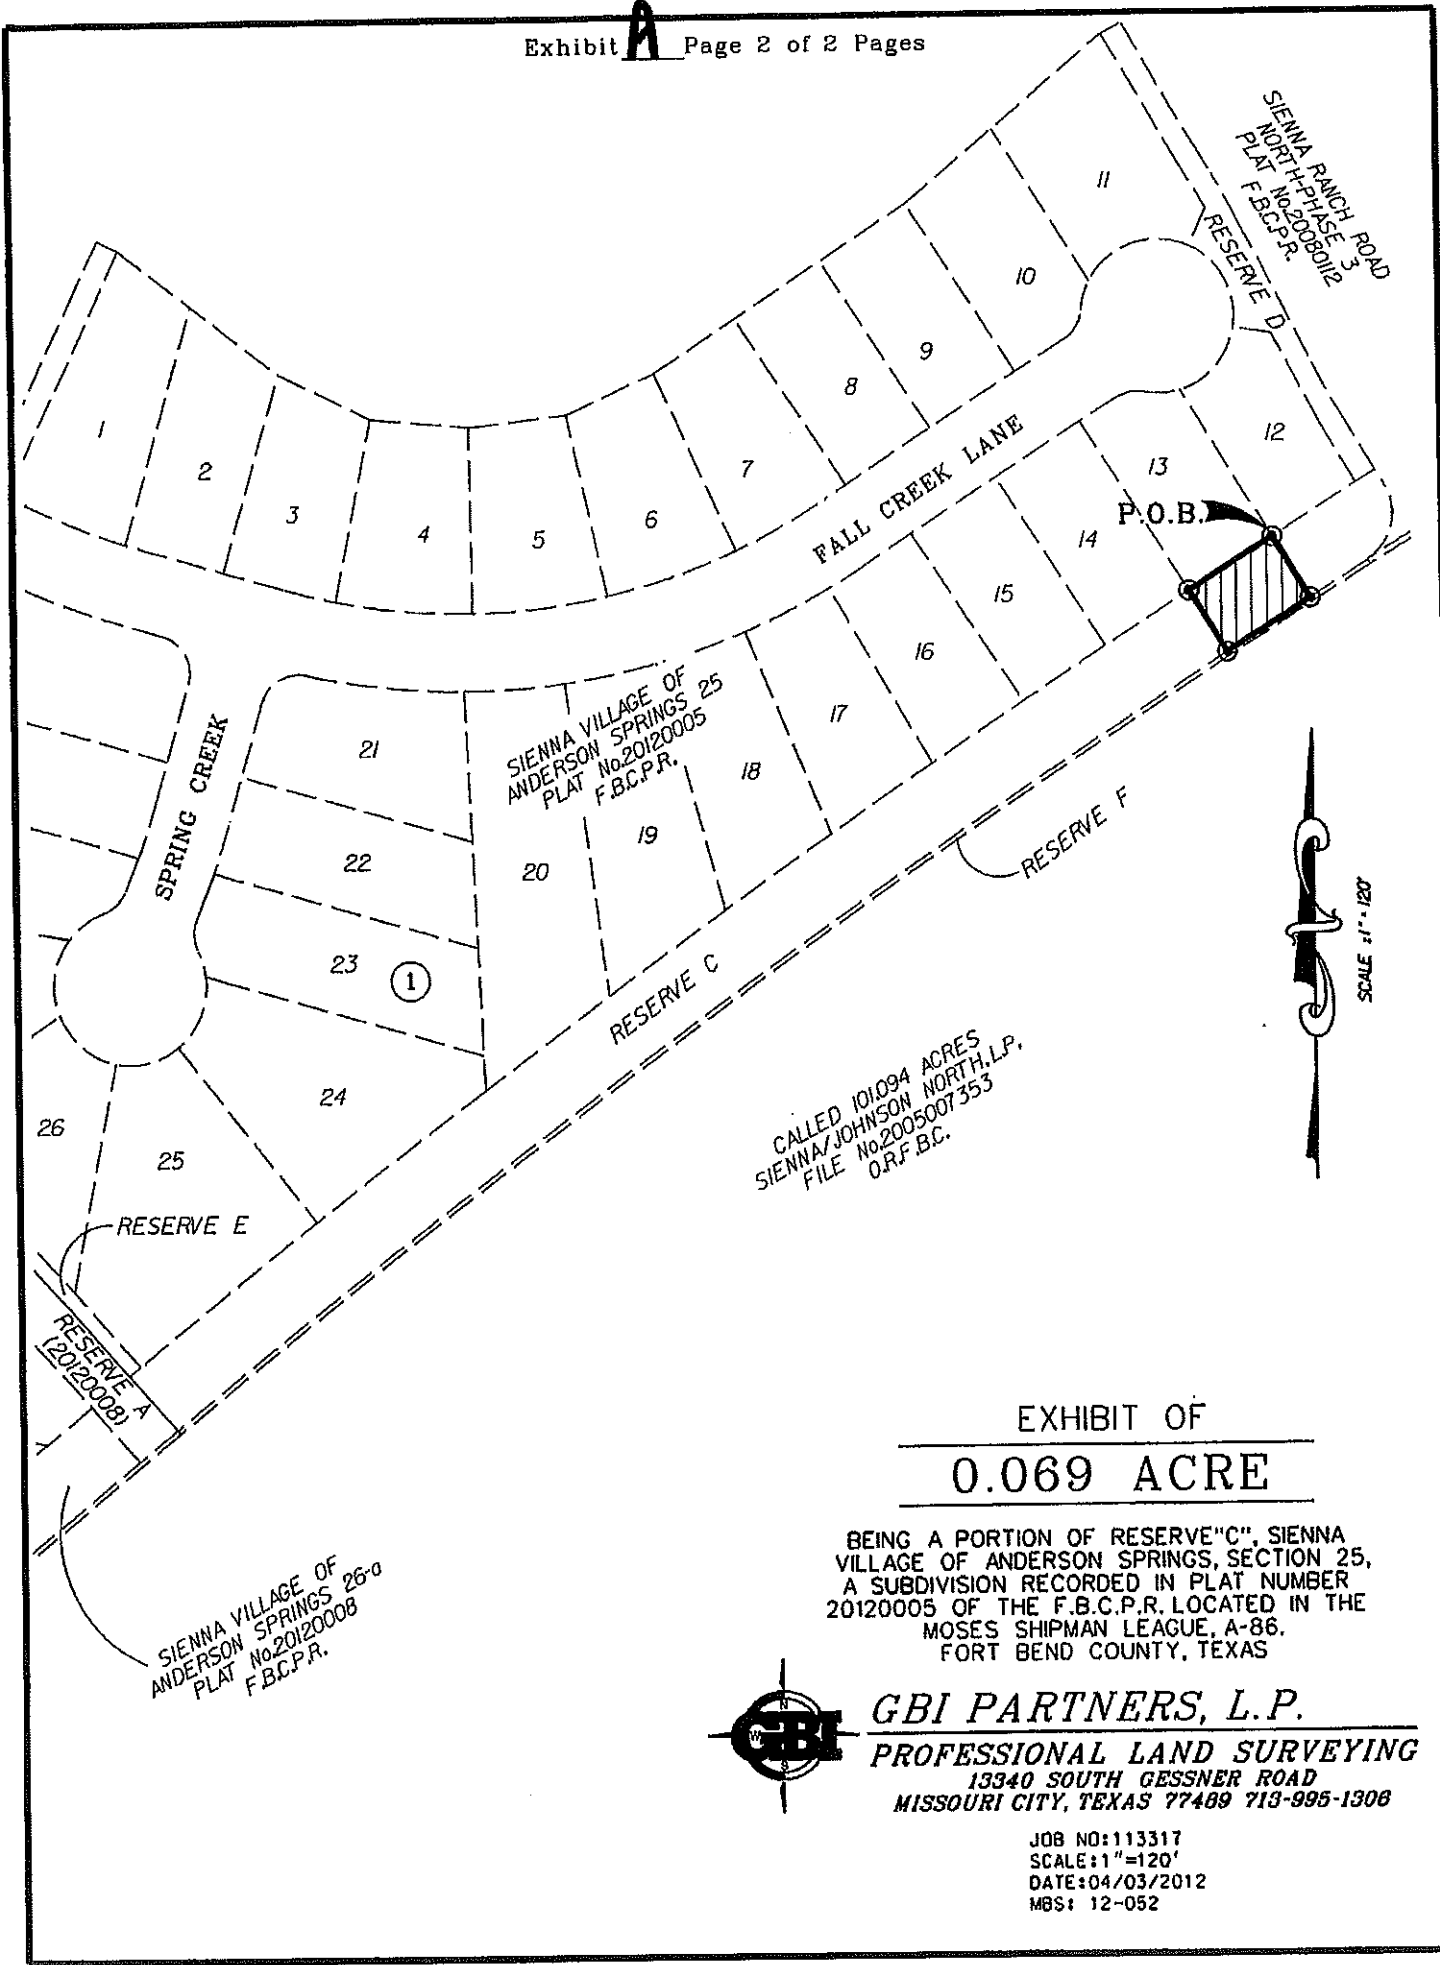 Exhibit A Page 2 of 2 Pages
SIENNA RANCH ROAD
NORTH-PHASE 3
PLAT No.20080112
F.B.C.P.R.
RESERVE D
11
10
9
8
7
6
5
4
3
2
1
12
13
14
15
16
17
18
19
20
21
22
23
24
25
26
1
P.O.B.
FALL CREEK LANE
SPRING CREEK
SIENNA VILLAGE OF
ANDERSON SPRINGS 25
PLAT No.20120005
F.B.C.P.R.
RESERVE F
RESERVE C
SCALE :1"=120'
CALLED 101.094 ACRES
SIENNA/JOHNSON NORTH,L.P.
FILE No.2005007353
O.R.F.B.C.
RESERVE E
RESERVE A
(20120008)
SIENNA VILLAGE OF
ANDERSON SPRINGS 26-a
PLAT No.20120008
F.B.C.P.R.
EXHIBIT OF
0.069 ACRE
BEING A PORTION OF RESERVE"C", SIENNA
VILLAGE OF ANDERSON SPRINGS, SECTION 25,
A SUBDIVISION RECORDED IN PLAT NUMBER
20120005 OF THE F.B.C.P.R. LOCATED IN THE
MOSES SHIPMAN LEAGUE, A-86,
FORT BEND COUNTY, TEXAS
N
W GBI
S
GBI PARTNERS, L.P.
PROFESSIONAL LAND SURVEYING
13340 SOUTH GESSNER ROAD
MISSOURI CITY, TEXAS 77489 713-995-1306
JOB NO:113317
SCALE:1"=120'
DATE:04/03/2012
MBS: 12-052